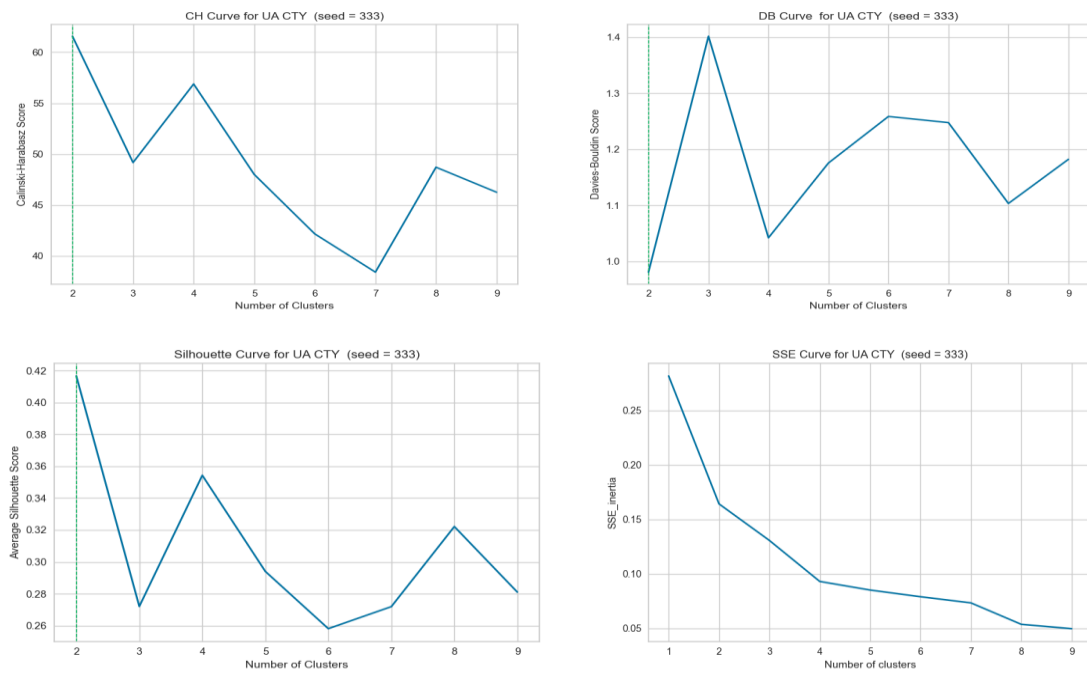 CH Curve for UA CTY (seed = 333)
Calinski-Harabasz Score
60
55
50
45
40
2 3 4 5 6 7 8 9
Number of Clusters
DB Curve for UA CTY (seed = 333)
Davies-Bouldin Score
1.4
1.3
1.2
1.1
1.0
2 3 4 5 6 7 8 9
Number of Clusters
Silhouette Curve for UA CTY (seed = 333)
Average Silhouette Score
0.42
0.40
0.38
0.36
0.34
0.32
0.30
0.28
0.26
2 3 4 5 6 7 8 9
Number of Clusters
SSE Curve for UA CTY (seed = 333)
SSE_inertia
0.25
0.20
0.15
0.10
0.05
1 2 3 4 5 6 7 8 9
Number of clusters